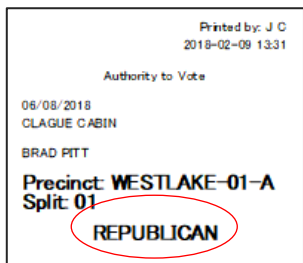 Printed by: J C
2018-02-09 13:31
Authority to Vote
06/08/2018
CLAGUE CABIN
BRAD PITT
Precinct: WESTLAKE-01-A
Split: 01
REPUBLICAN